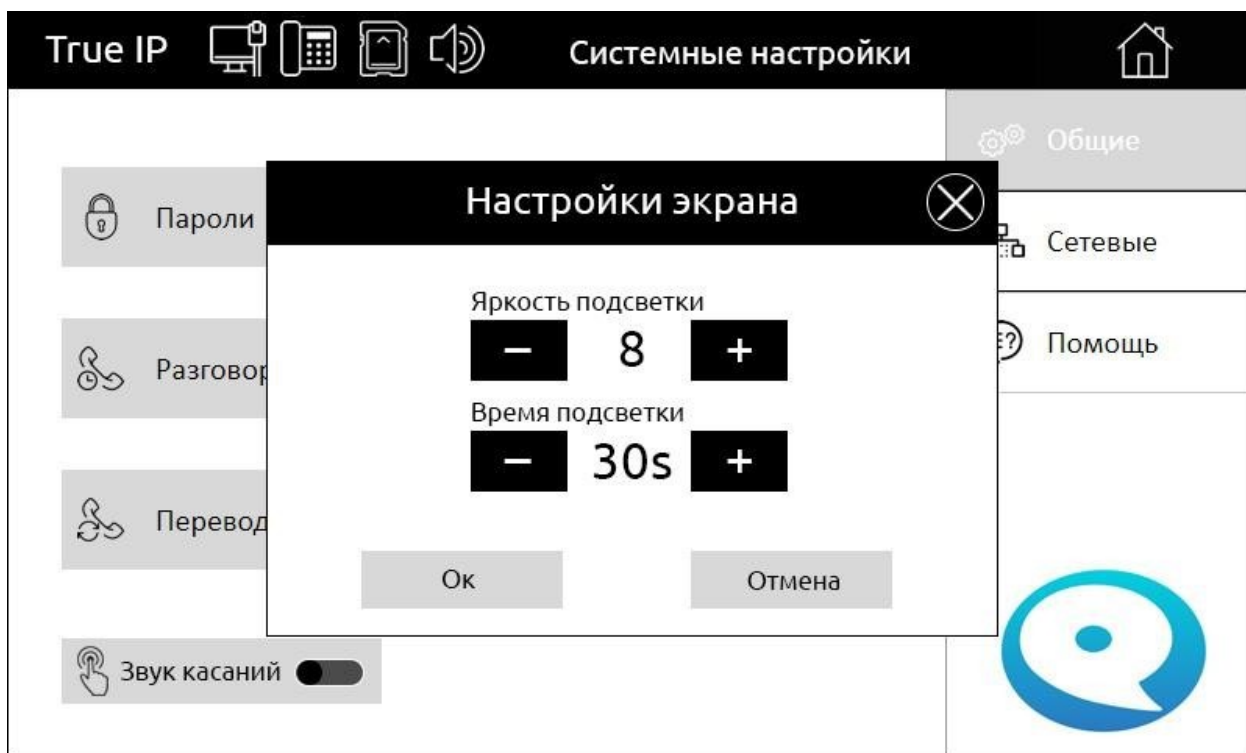 True IP
Системные настройки
Общие
Настройки экрана
Пароли
Сетевые
Яркость подсветки
− 8 +
Помощь
Разговор
Время подсветки
− 30s +
Перевод
Ок
Отмена
Звук касаний